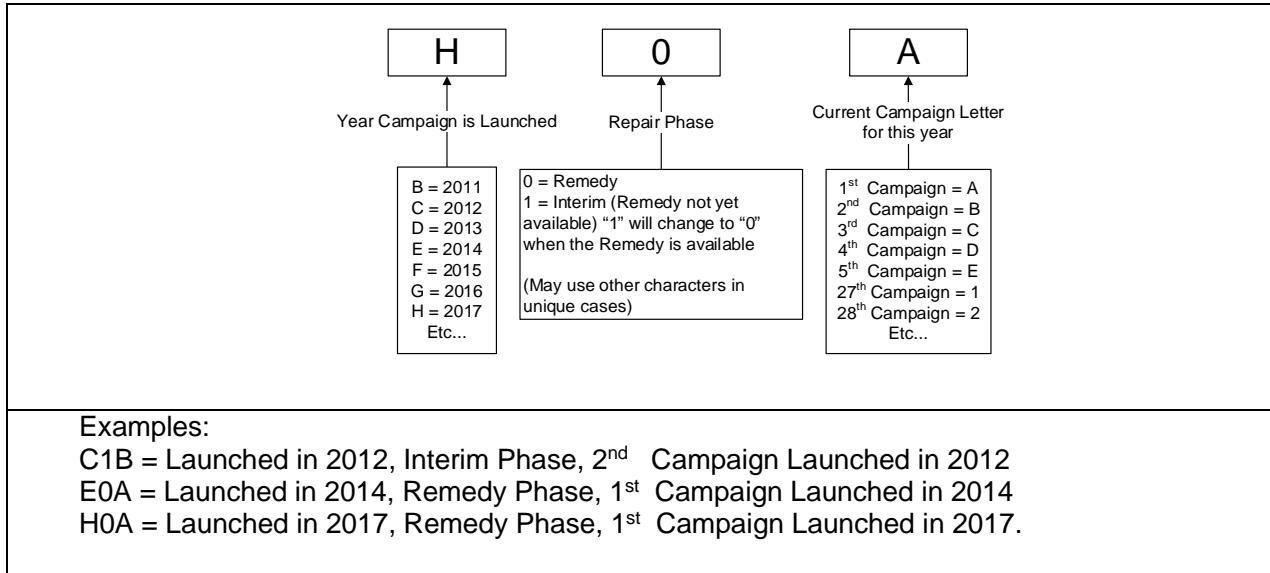 H
0
A
Year Campaign is Launched
Repair Phase
Current Campaign Letter
for this year
B = 2011
C = 2012
D = 2013
E = 2014
F = 2015
G = 2016
H = 2017
Etc...
0 = Remedy
1 = Interim (Remedy not yet
available) “1” will change to “0”
when the Remedy is available
(May use other characters in
unique cases)
1st Campaign = A
2nd Campaign = B
3rd Campaign = C
4th Campaign = D
5th Campaign = E
27th Campaign = 1
28th Campaign = 2
Etc...
Examples:
C1B = Launched in 2012, Interim Phase, 2nd Campaign Launched in 2012
E0A = Launched in 2014, Remedy Phase, 1st Campaign Launched in 2014
H0A = Launched in 2017, Remedy Phase, 1st Campaign Launched in 2017.